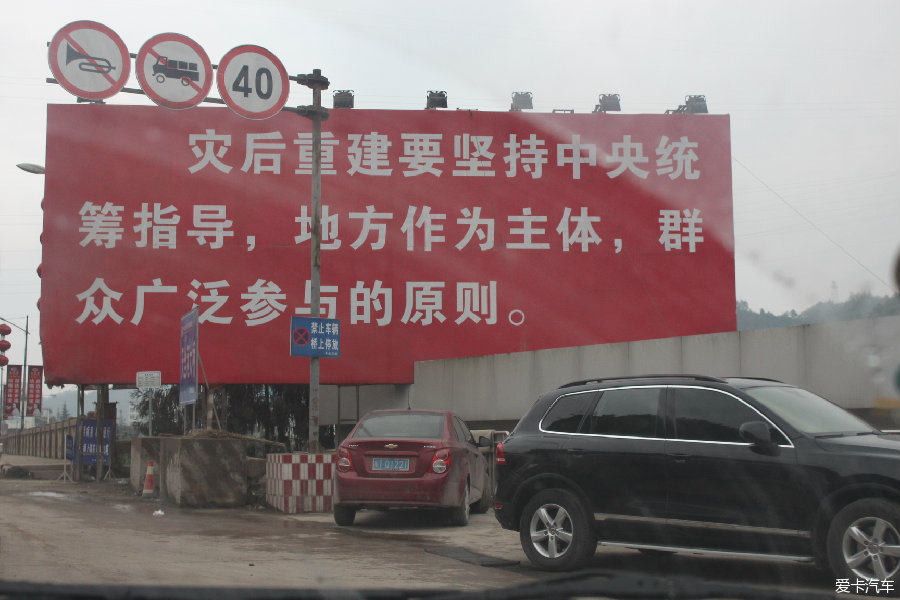 40
灾后重建要坚持中央统
筹指导，地方作为主体，群
众广泛参与的原则。
禁止车辆
桥上停放
爱卡汽车